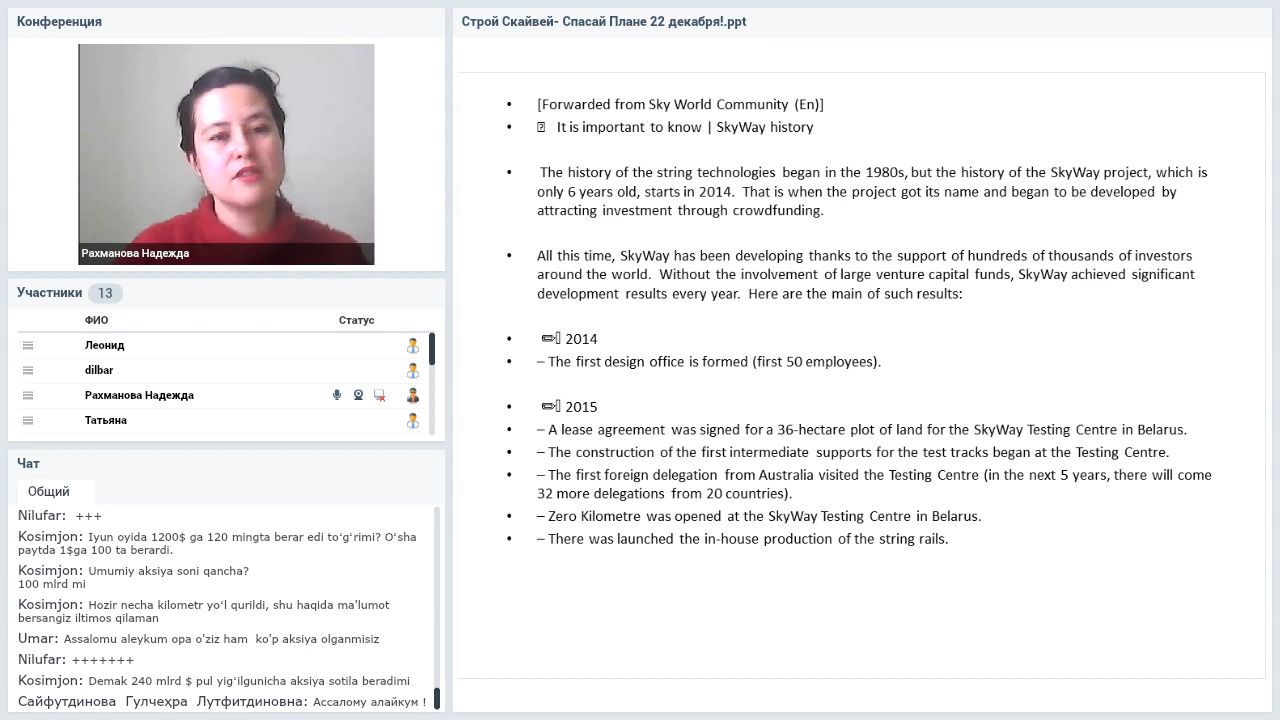 Конференция
Рахманова Надежда
Участники 13
ФИО Статус
Леонид
dilbar
Рахманова Надежда
Татьяна
Чат
Общий
Nilufar: +++
Kosimjon: Iyun oyida 1200$ ga 120 mingta berar edi toʻgʻrimi? Oʻsha
paytda 1$ga 100 ta berardi.
Kosimjon: Umumiy aksiya soni qancha?
100 mlrd mi
Kosimjon: Hozir necha kilometr yoʻl qurildi, shu haqida ma'lumot
bersangiz iltimos qilaman
Umar: Assalomu aleykum opa o'ziz ham ko'p aksiya olganmisiz
Nilufar: +++++++
Kosimjon: Demak 240 mlrd $ pul yigʻilgunicha aksiya sotila beradimi
Сайфутдинова Гулчеҳра Лутфитдиновна: Ассалому алайкум !
Строй Скайвей- Спасай Плане 22 декабря!.ppt
• [Forwarded from Sky World Community (En)]
• It is important to know | SkyWay history
• The history of the string technologies began in the 1980s, but the history of the SkyWay project, which is
only 6 years old, starts in 2014. That is when the project got its name and began to be developed by
attracting investment through crowdfunding.
• All this time, SkyWay has been developing thanks to the support of hundreds of thousands of investors
around the world. Without the involvement of large venture capital funds, SkyWay achieved significant
development results every year. Here are the main of such results:
• ✏ 2014
• – The first design office is formed (first 50 employees).
• ✏ 2015
• – A lease agreement was signed for a 36-hectare plot of land for the SkyWay Testing Centre in Belarus.
• – The construction of the first intermediate supports for the test tracks began at the Testing Centre.
• – The first foreign delegation from Australia visited the Testing Centre (in the next 5 years, there will come
32 more delegations from 20 countries).
• – Zero Kilometre was opened at the SkyWay Testing Centre in Belarus.
• – There was launched the in-house production of the string rails.